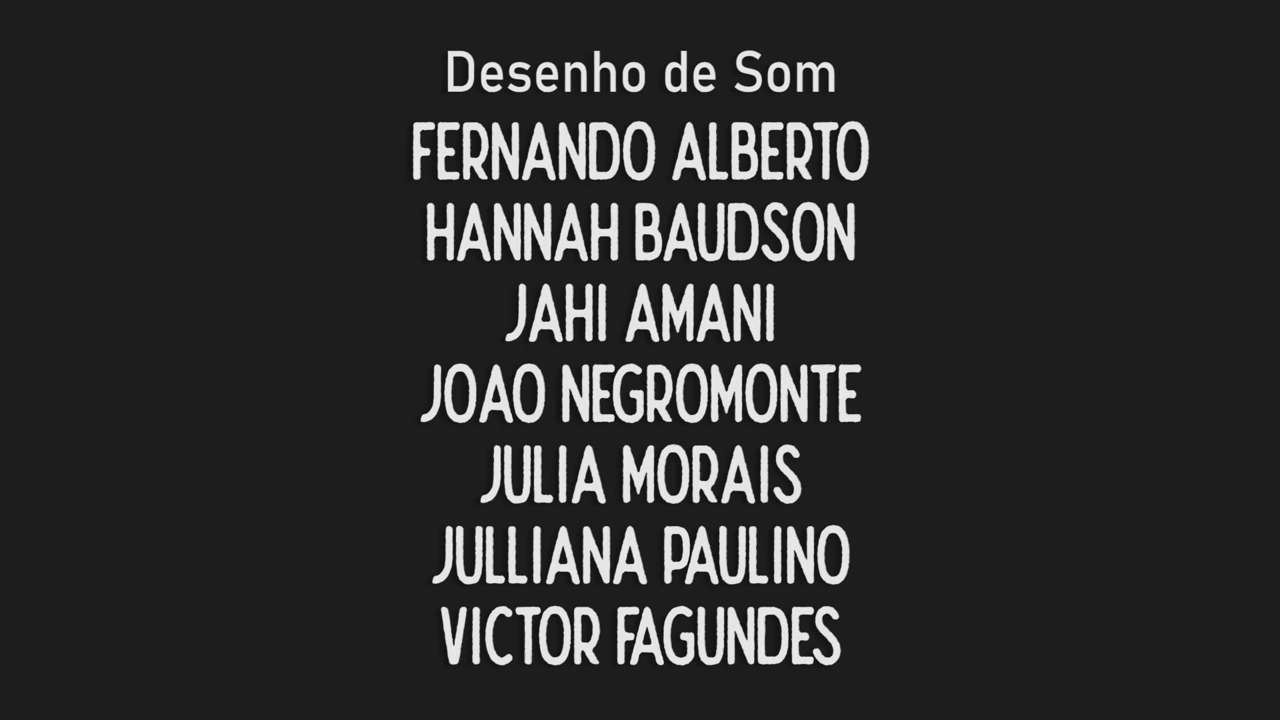 Desenho de Som
FERNANDO ALBERTO
HANNAH BAUDSON
JAHI AMANI
JOAO NEGROMONTE
JULIA MORAIS
JULLIANA PAULINO
VICTOR FAGUNDES